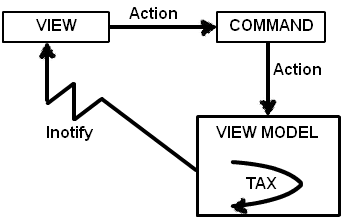 VIEW
Action
COMMAND
Action
Inotify
VIEW MODEL
TAX